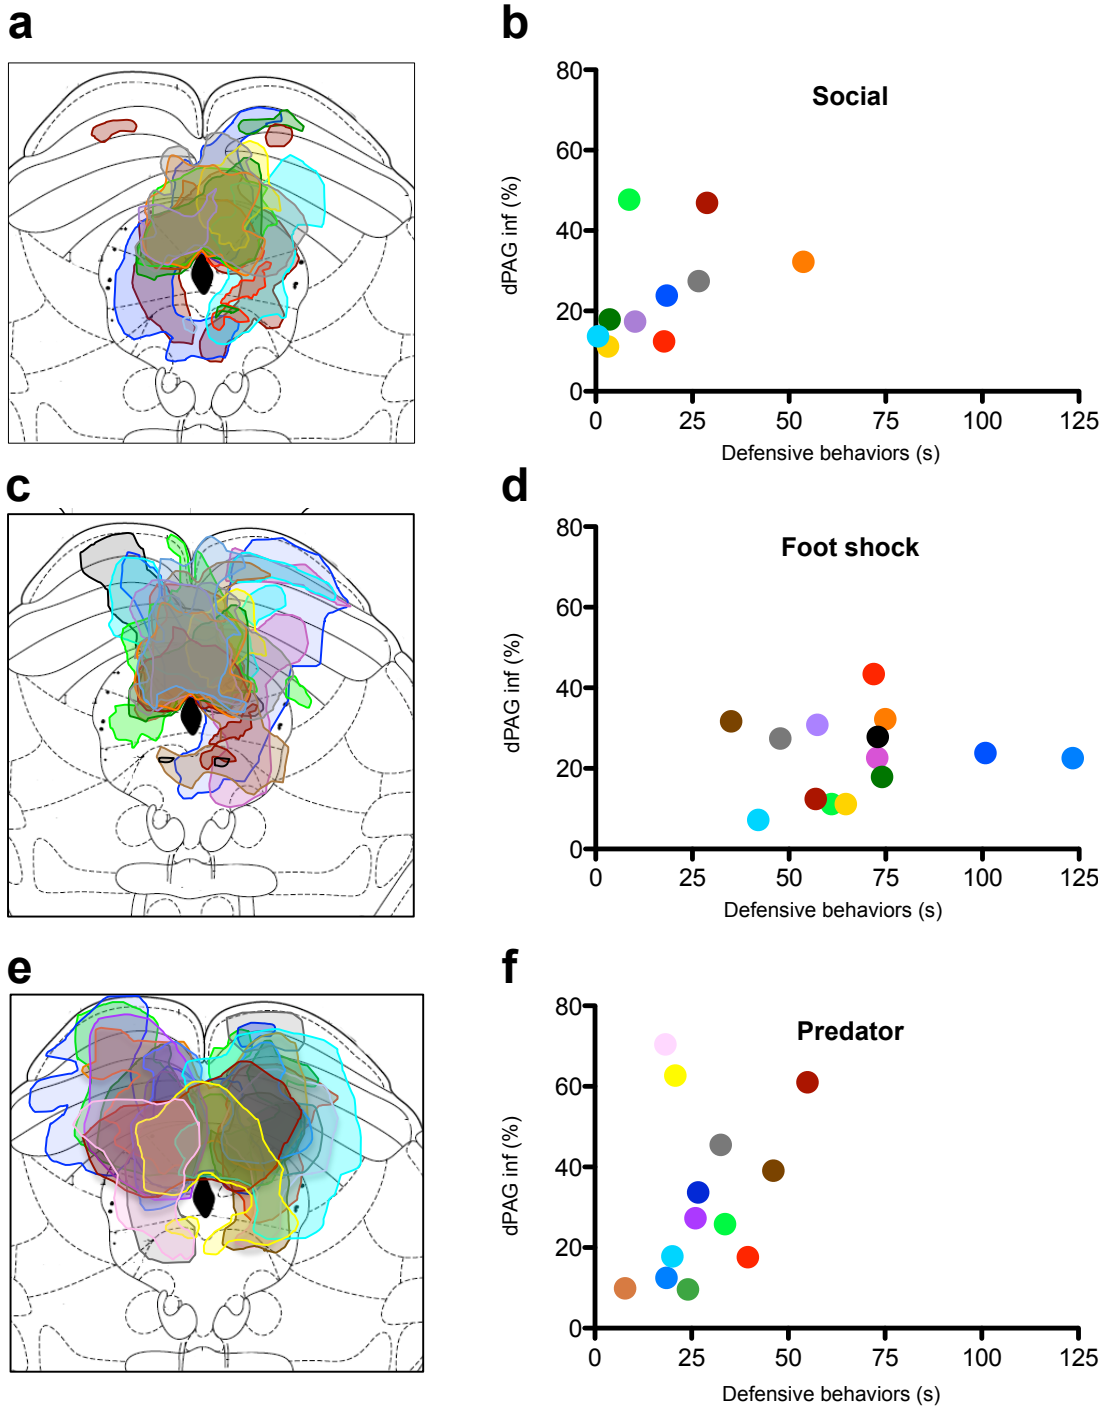 a
b
80
60
40
20
0
dPAG inf (%)
Social
0 25 50 75 100 125
Defensive behaviors (s)
c
d
80
60
40
20
0
dPAG inf (%)
Foot shock
0 25 50 75 100 125
Defensive behaviors (s)
e
f
80
60
40
20
0
dPAG inf (%)
Predator
0 25 50 75 100 125
Defensive behaviors (s)